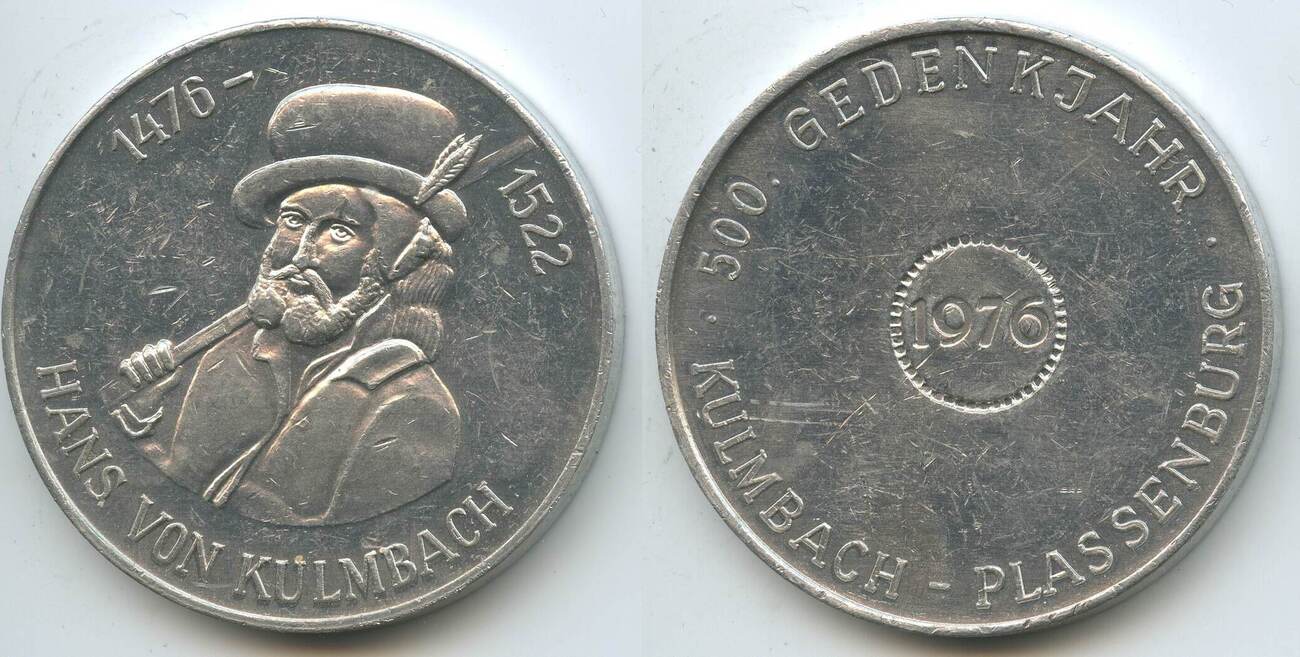 1476 – 1522
HANS VON KULMBACH
· 500. GEDENKJAHR ·
KULMBACH – PLASSENBURG
1976